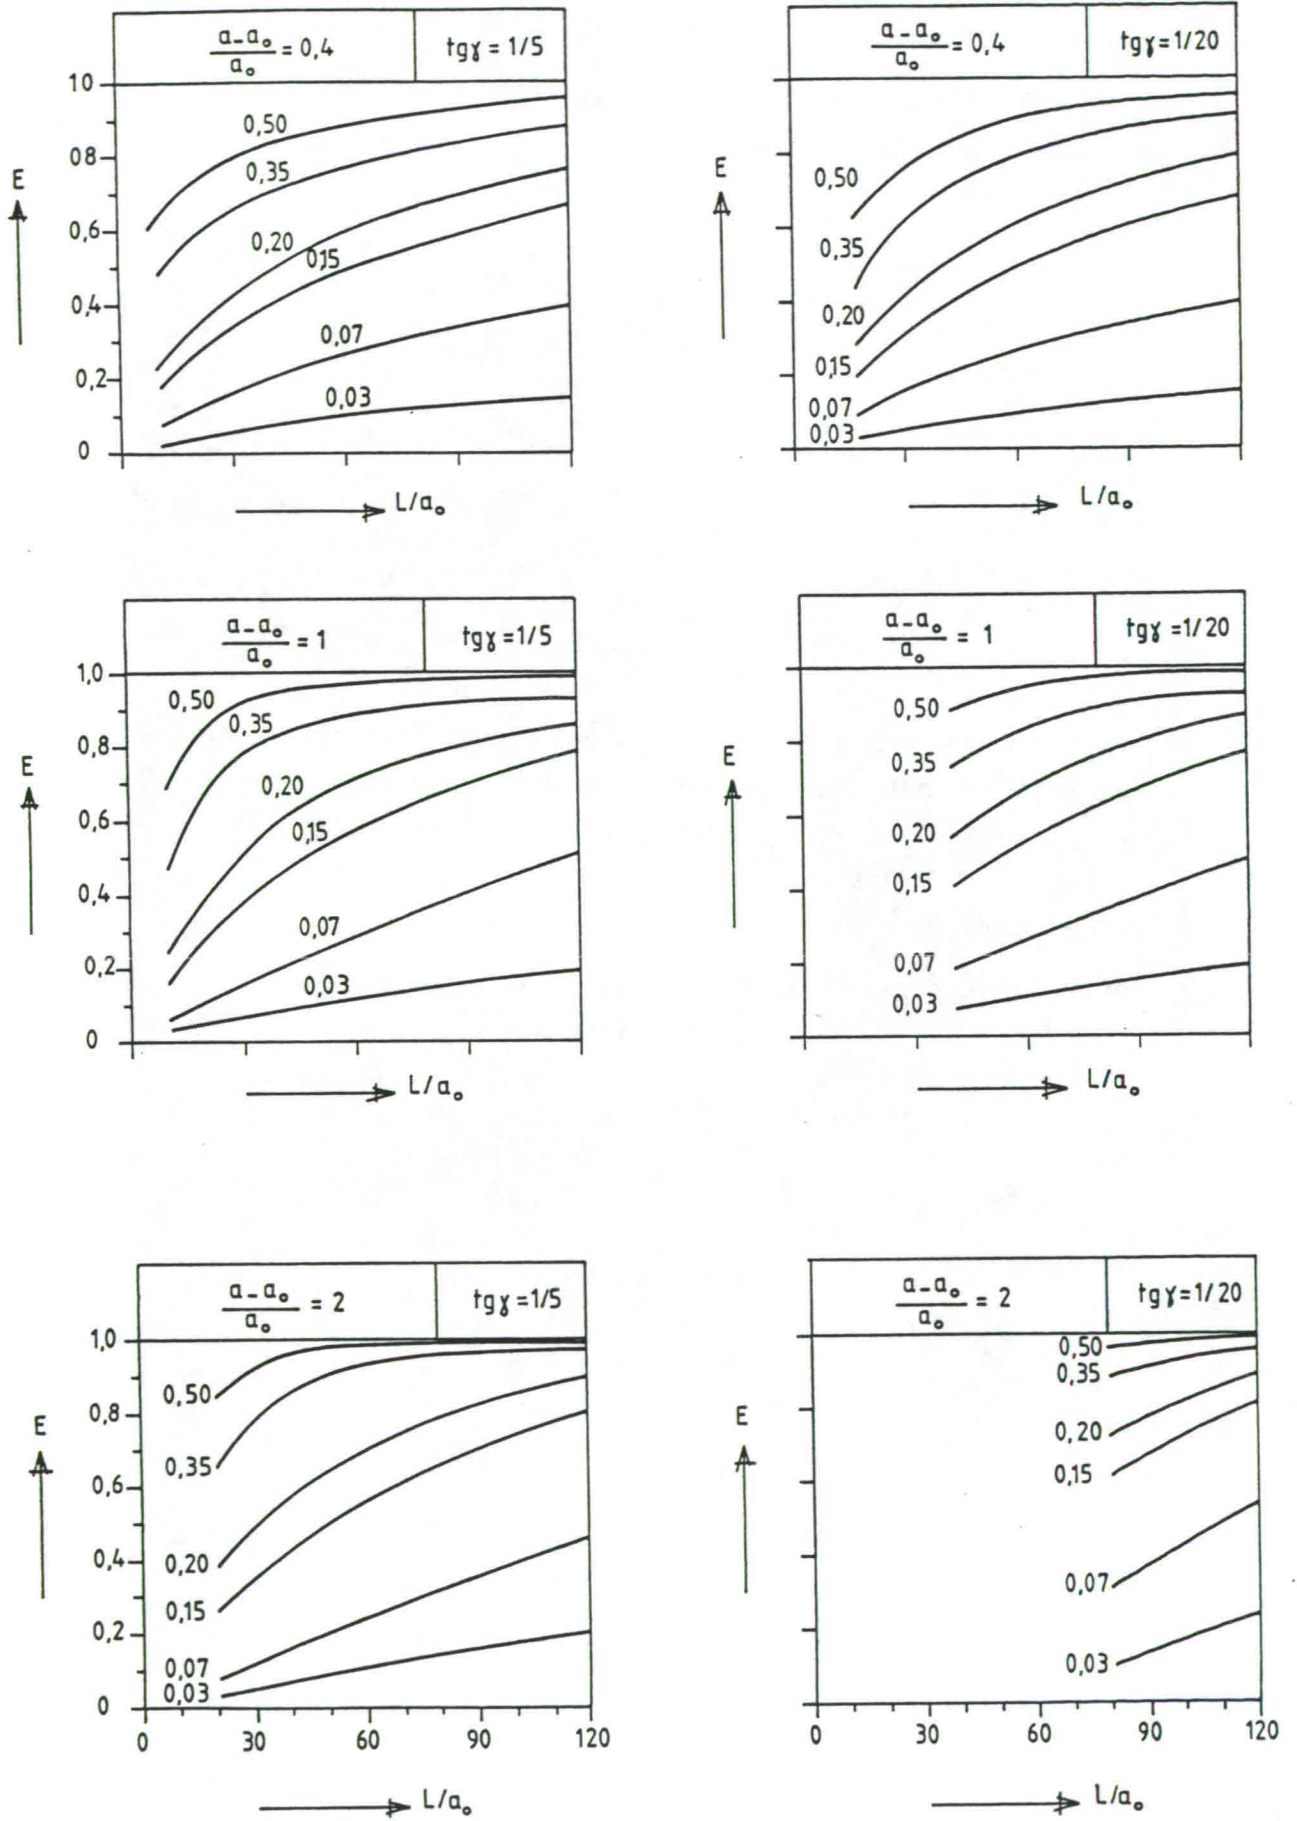 a-a₀/a₀ = 0,4 tgɣ = 1/5
10
0,50
08
0,35
E
0,6
0,20
0,15
0,4
0,07
0,2
0,03
0
L/a₀
a-a₀/a₀ = 0,4 tgɣ = 1/20
0,50
E
0,35
0,20
0,15
0,07
0,03
L/a₀
a-a₀/a₀ = 1 tgɣ = 1/5
1,0
0,50
0,35
0,8
E
0,20
0,6
0,15
0,4
0,07
0,2
0,03
0
L/a₀
a-a₀/a₀ = 1 tgɣ = 1/20
0,50
E
0,35
0,20
0,15
0,07
0,03
L/a₀
a-a₀/a₀ = 2 tgɣ = 1/5
1,0
0,50
0,8
E
0,35
0,6
0,4
0,20
0,15
0,2
0,07
0,03
0
0 30 60 90 120
L/a₀
a-a₀/a₀ = 2 tgɣ = 1/20
0,50
0,35
E
0,20
0,15
0,07
0,03
0 30 60 90 120
L/a₀